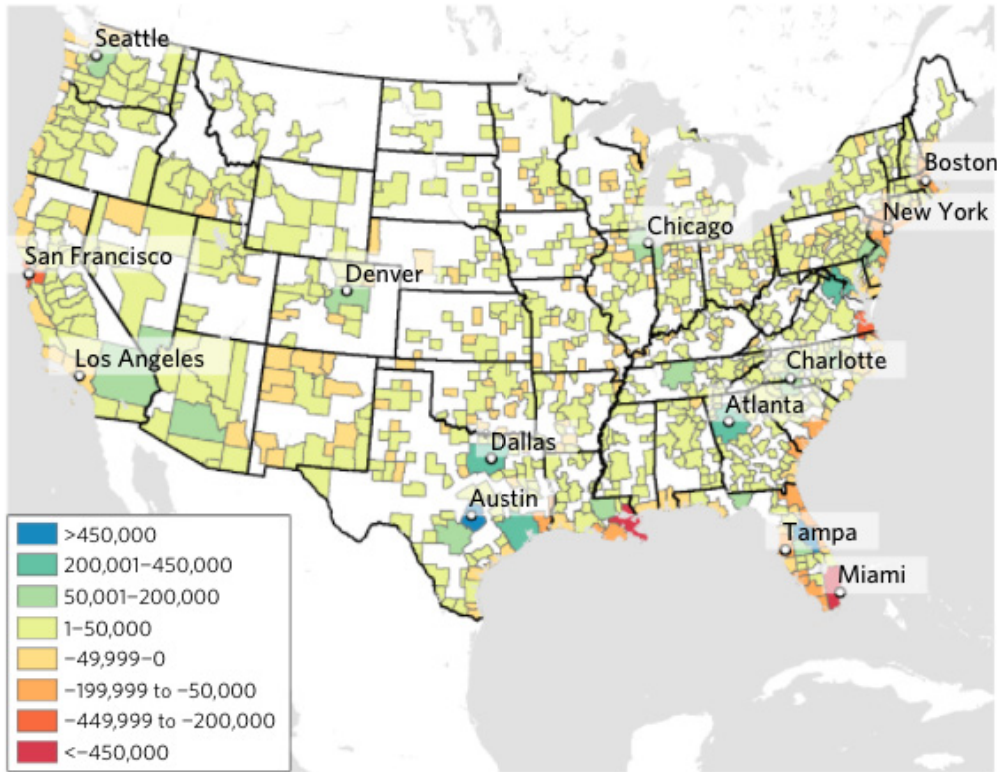 Seattle
Boston
New York
Chicago
San Francisco
Denver
Los Angeles
Charlotte
Atlanta
Dallas
Austin
Tampa
Miami
>450,000
200,001–450,000
50,001–200,000
1–50,000
−49,999–0
−199,999 to −50,000
−449,999 to −200,000
<−450,000